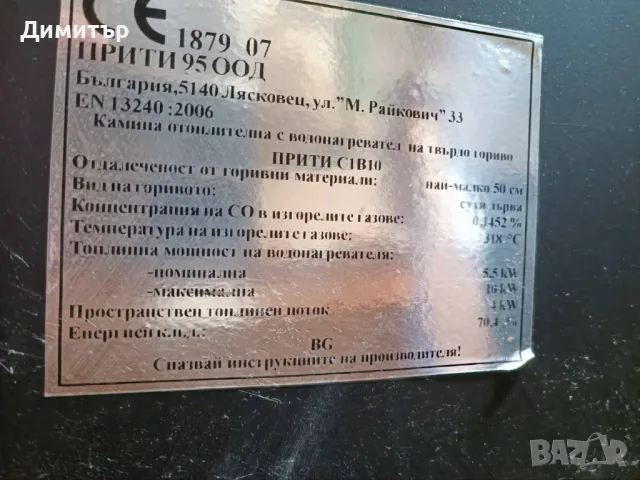 Димитър
CE 1879 07
ПРИТИ 95 ООД
България,5140 Лясковец, ул."М. Райкович" 33
EN 13240 :2006
Камина отоплителна с водонагревател на твърдо гориво
ПРИТИ С1В10
Отдалеченост от горивни материали: най-малко 50 см
Вид на горивото: сухи дърва
Концентрация на СО в изгорелите газове: 0,1452 %
Температура на изгорелите газове: 318 °C
Топлинна мощност на водонагревателя:
-номинална 5.5 kW
-максимална 16 kW
Пространствен топлинен поток 4 kW
Енергиен к.п.д.: 70,4 %
BG
Спазвай инструкциите на производителя!
BAZAR
bg